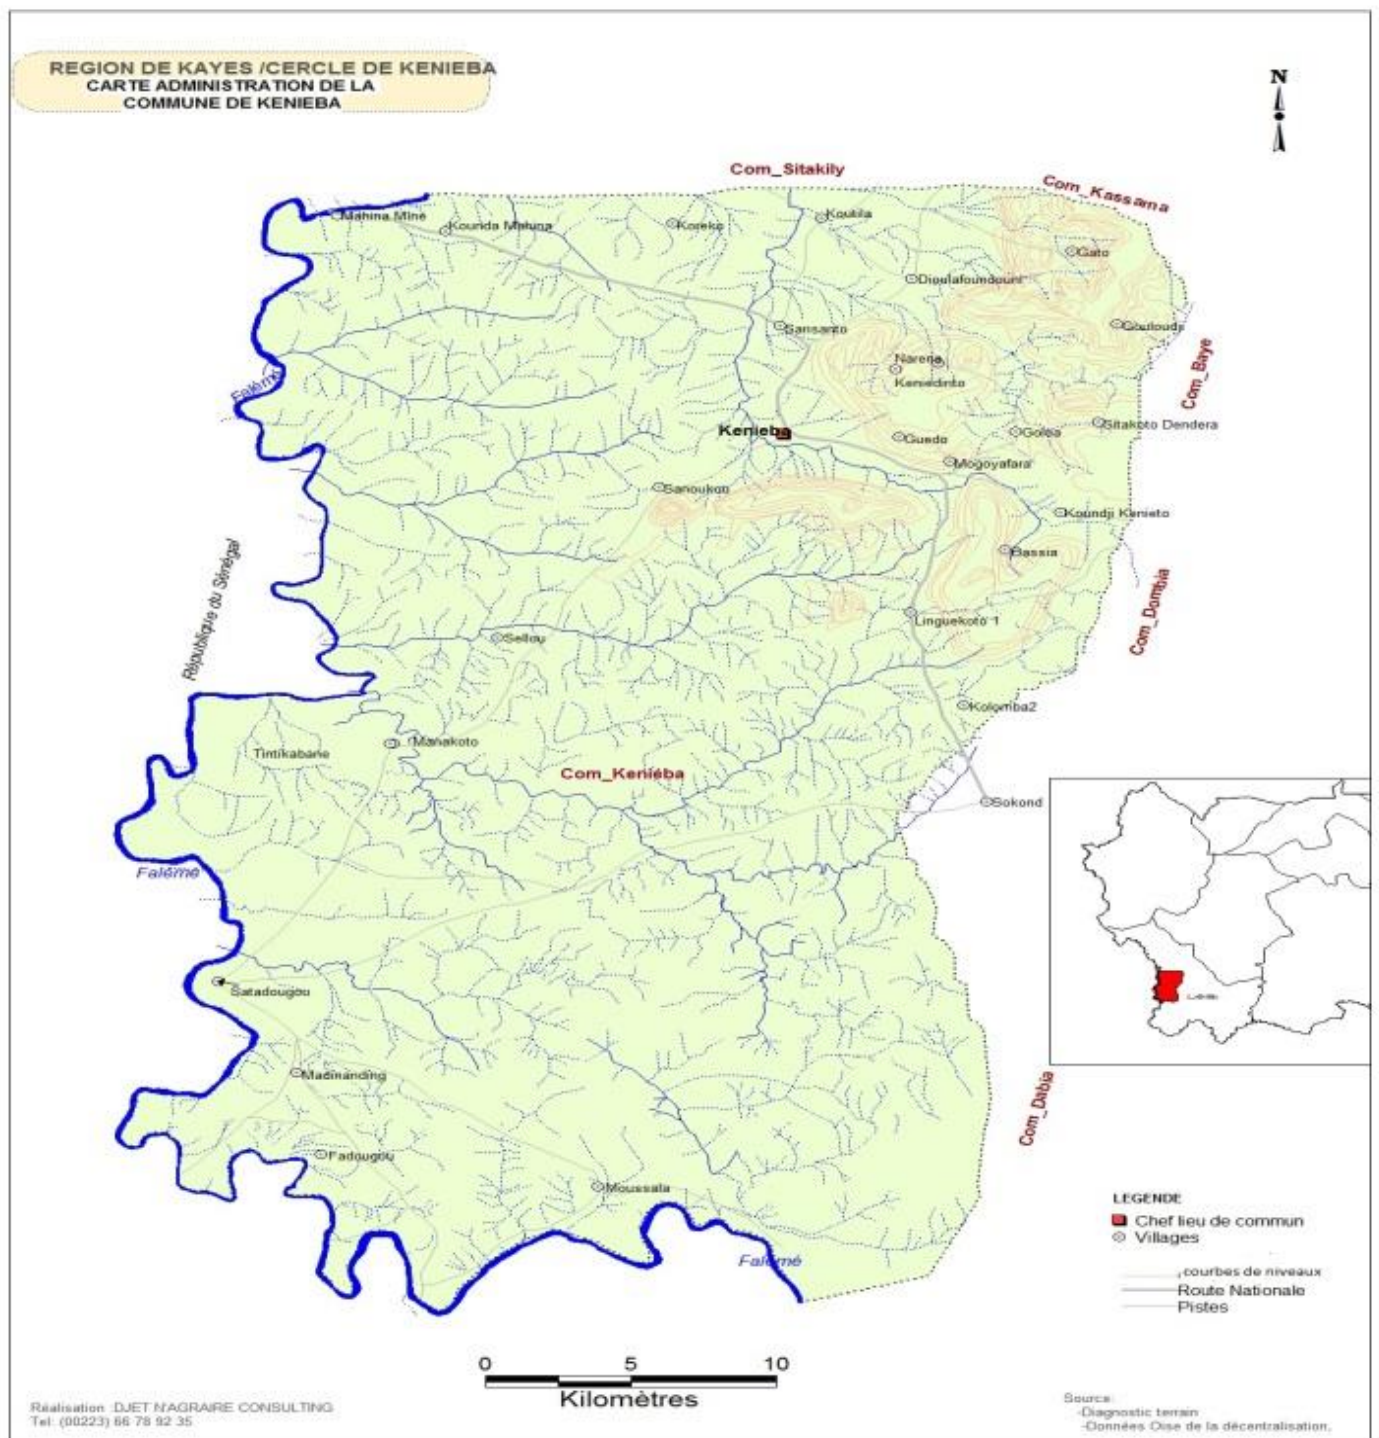 REGION DE KAYES /CERCLE DE KENIEBA
CARTE ADMINISTRATION DE LA
COMMUNE DE KENIEBA
N
Com_Sitakily
Com_Kassama
Mahina Mine
Kounda Mahina
Koreko
Koutila
Gato
Dioulafoundouni
Sansanto
Gouloudji
Com_Baye
Narena
Keniedinto
Falémé
Kenieba
Guedo
Golea
Sitakoto Dendera
Mogoyafara
Sanoukou
Koundji Kenieto
Bassia
République du Sénégal
Com_Dombia
Linguekoto 1
Sellou
Kolomba2
Manakoto
Tintikabane
Com_Keniéba
Sokond
Falémé
Satadougou
Madinanding
Com_Dabia
Fadougou
Moussala
Falémé
LEGENDE
Chef lieu de commun
Villages
courbes de niveaux
Route Nationale
Pistes
0 5 10
Kilomètres
Réalisation :DJET N'AGRAIRE CONSULTING
Tel: (00223) 66 78 92 35
Source:
-Diagnostic terrain
-Données Oise de la décentralisation,